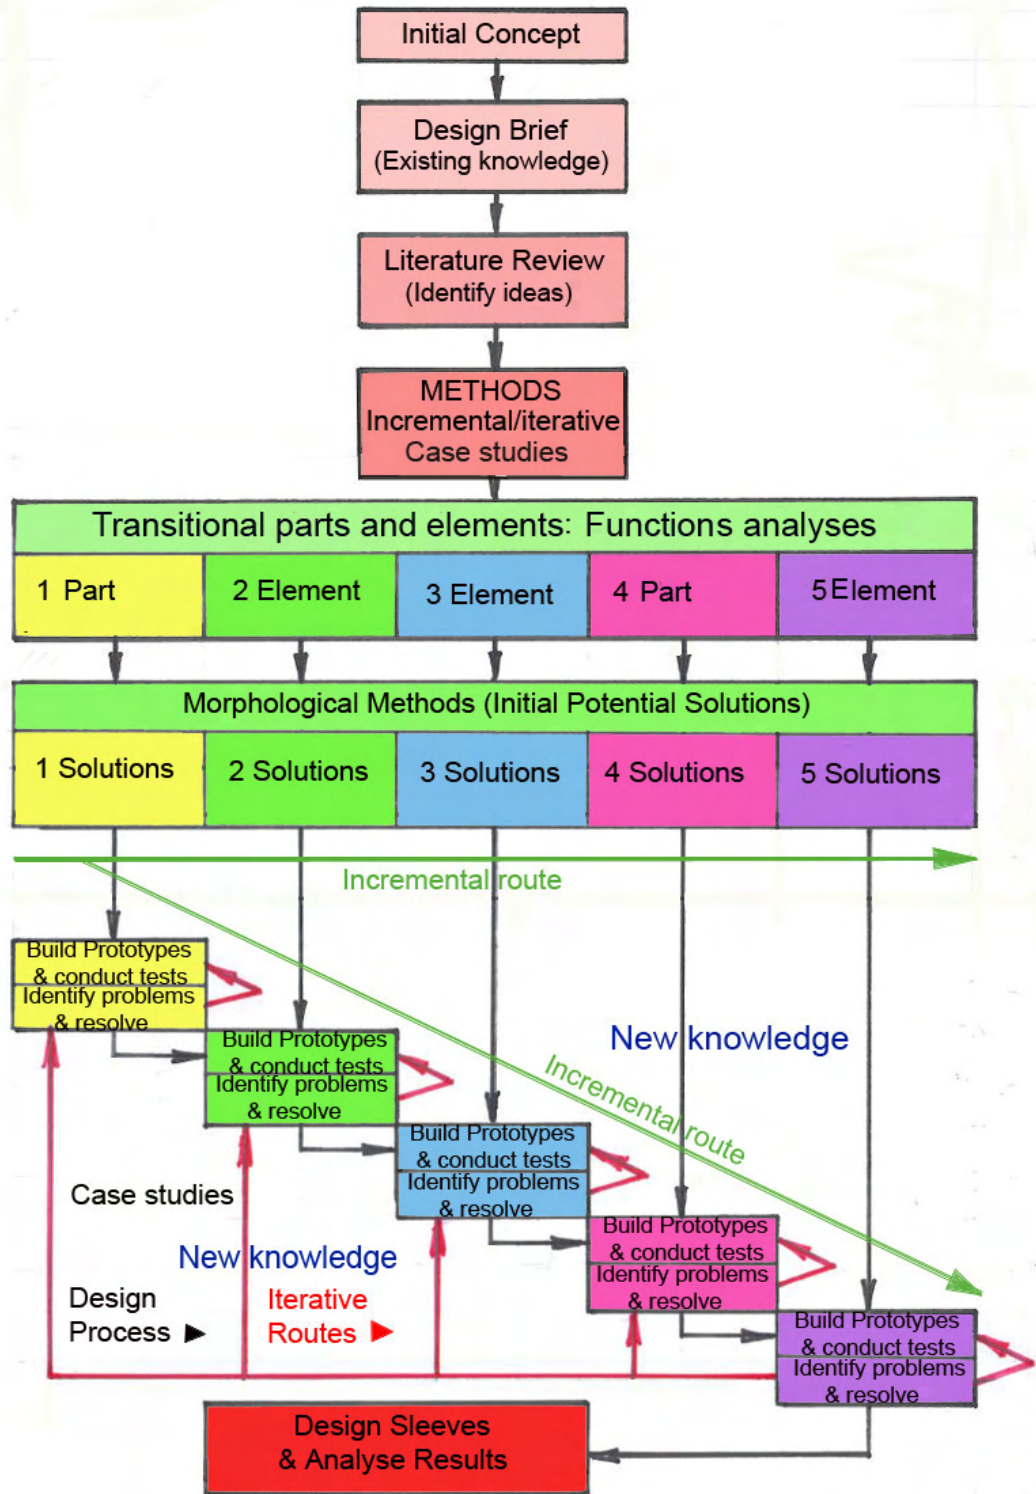 Initial Concept
Design Brief
(Existing knowledge)
Literature Review
(Identify ideas)
METHODS
Incremental/iterative
Case studies
Transitional parts and elements: Functions analyses
1 Part
2 Element
3 Element
4 Part
5 Element
Morphological Methods (Initial Potential Solutions)
1 Solutions
2 Solutions
3 Solutions
4 Solutions
5 Solutions
Incremental route
Build Prototypes
& conduct tests
Identify problems
& resolve
Build Prototypes
& conduct tests
Identify problems
& resolve
New knowledge
Incremental route
Build Prototypes
& conduct tests
Identify problems
& resolve
Case studies
New knowledge
Build Prototypes
& conduct tests
Identify problems
& resolve
Design
Process
Iterative
Routes
Build Prototypes
& conduct tests
Identify problems
& resolve
Design Sleeves
& Analyse Results